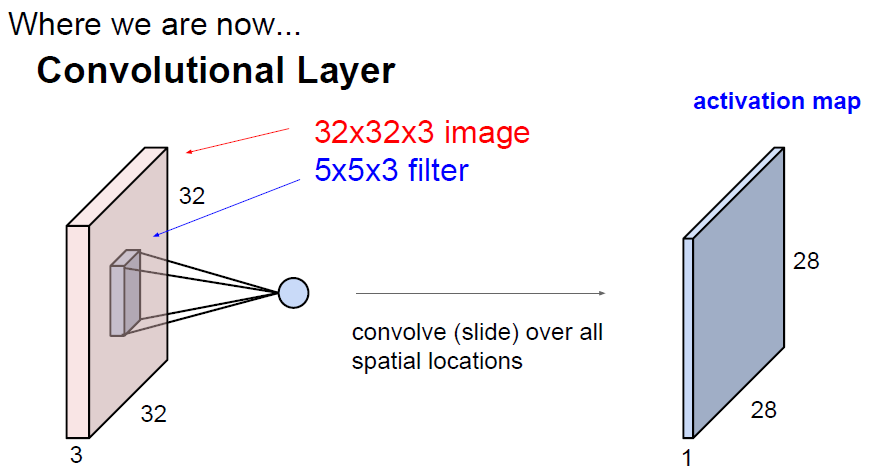 Where we are now...
Convolutional Layer
activation map
32x32x3 image
5x5x3 filter
32
32
3
convolve (slide) over all
spatial locations
28
28
1